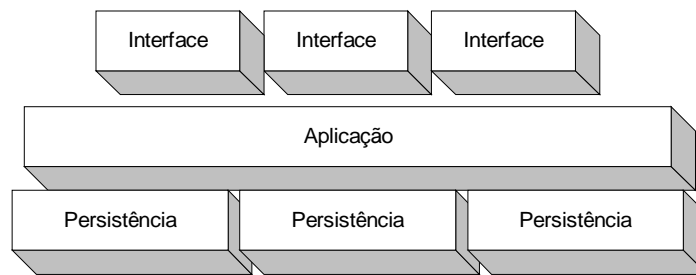 Interface Interface Interface
Aplicação
Persistência Persistência Persistência